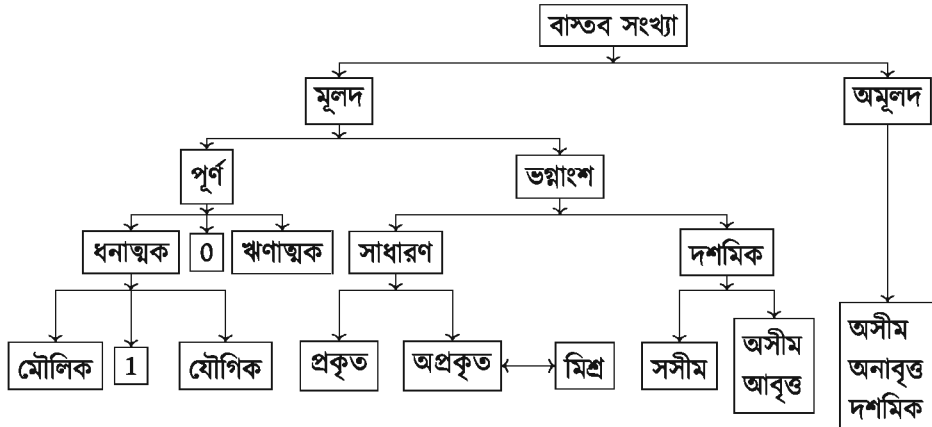 বাস্তব সংখ্যা
মূলদ
অমূলদ
পূর্ণ
ভগ্নাংশ
ধনাত্মক
0
ঋণাত্মক
সাধারণ
দশমিক
মৌলিক
1
যৌগিক
প্রকৃত
অপ্রকৃত
মিশ্র
সসীম
অসীম
আবৃত্ত
অসীম
অনাবৃত্ত
দশমিক